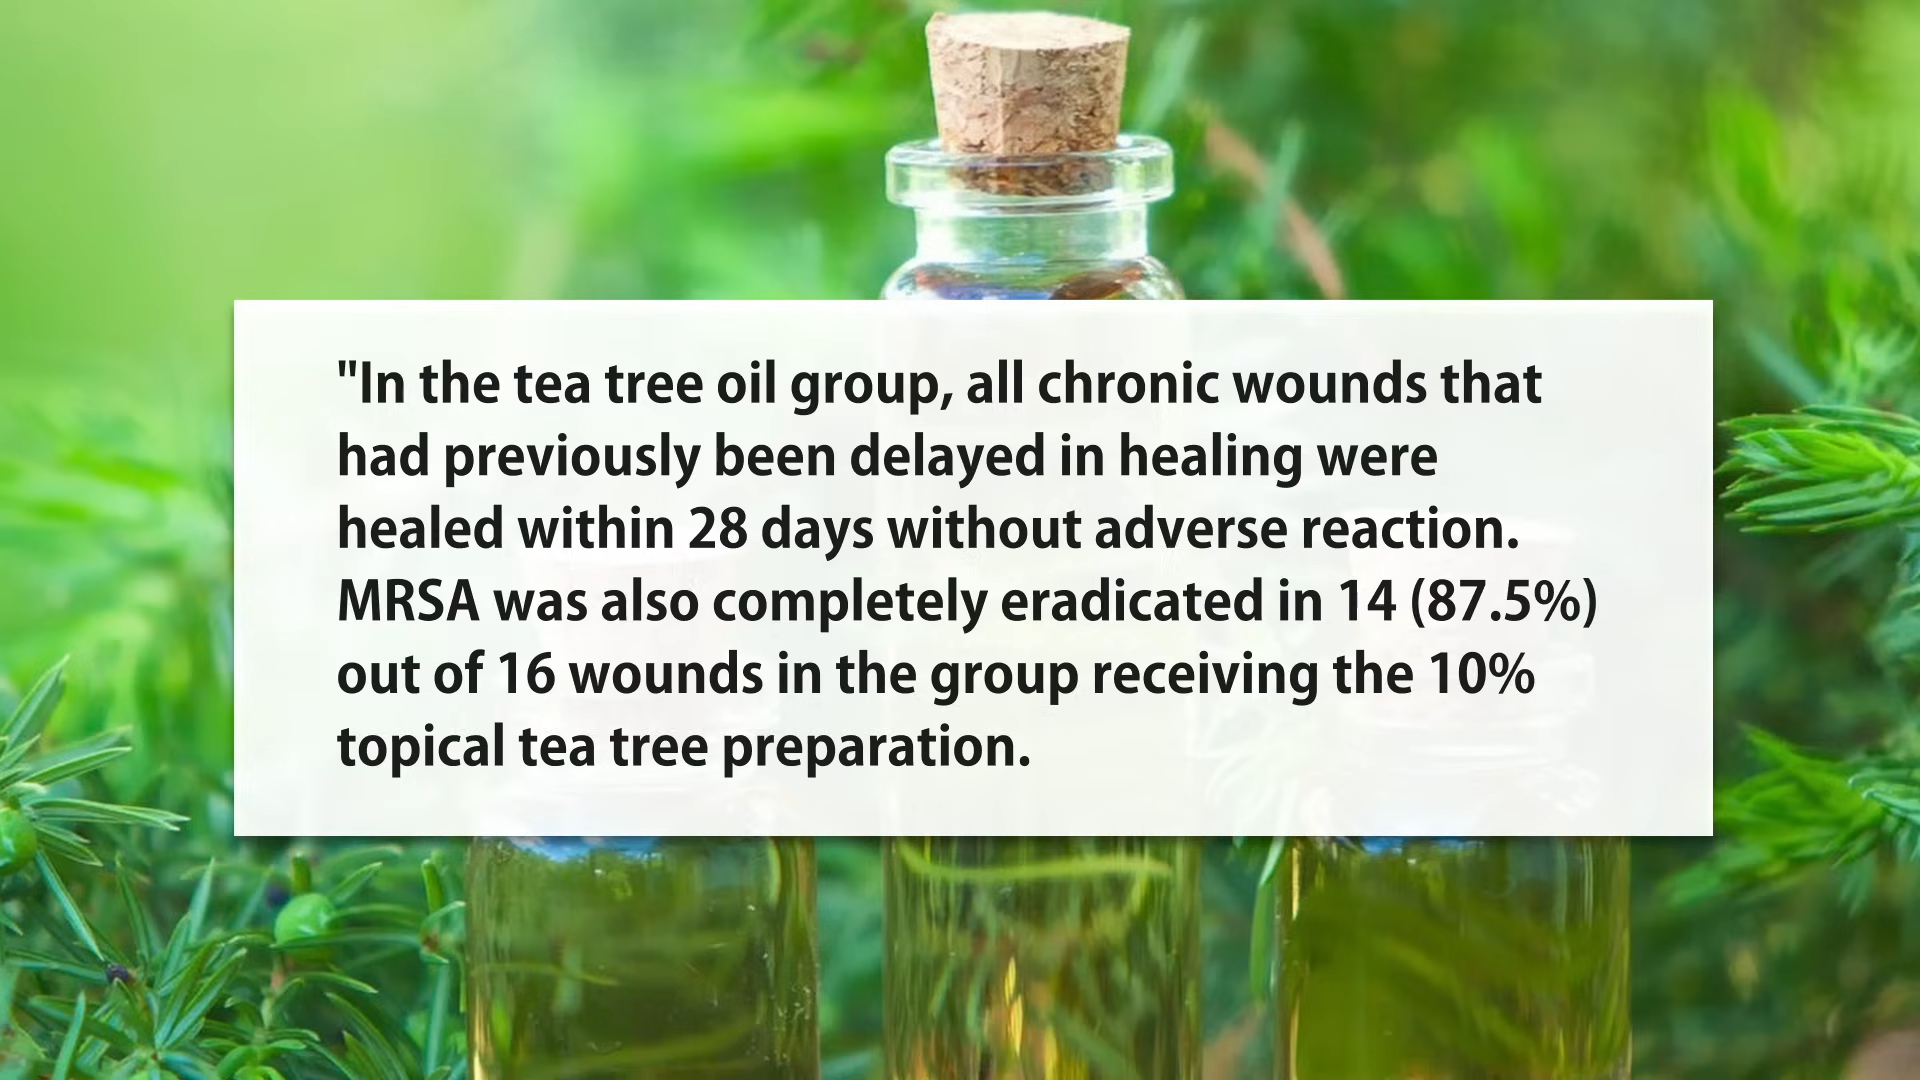 "In the tea tree oil group, all chronic wounds that
had previously been delayed in healing were
healed within 28 days without adverse reaction.
MRSA was also completely eradicated in 14 (87.5%)
out of 16 wounds in the group receiving the 10%
topical tea tree preparation.